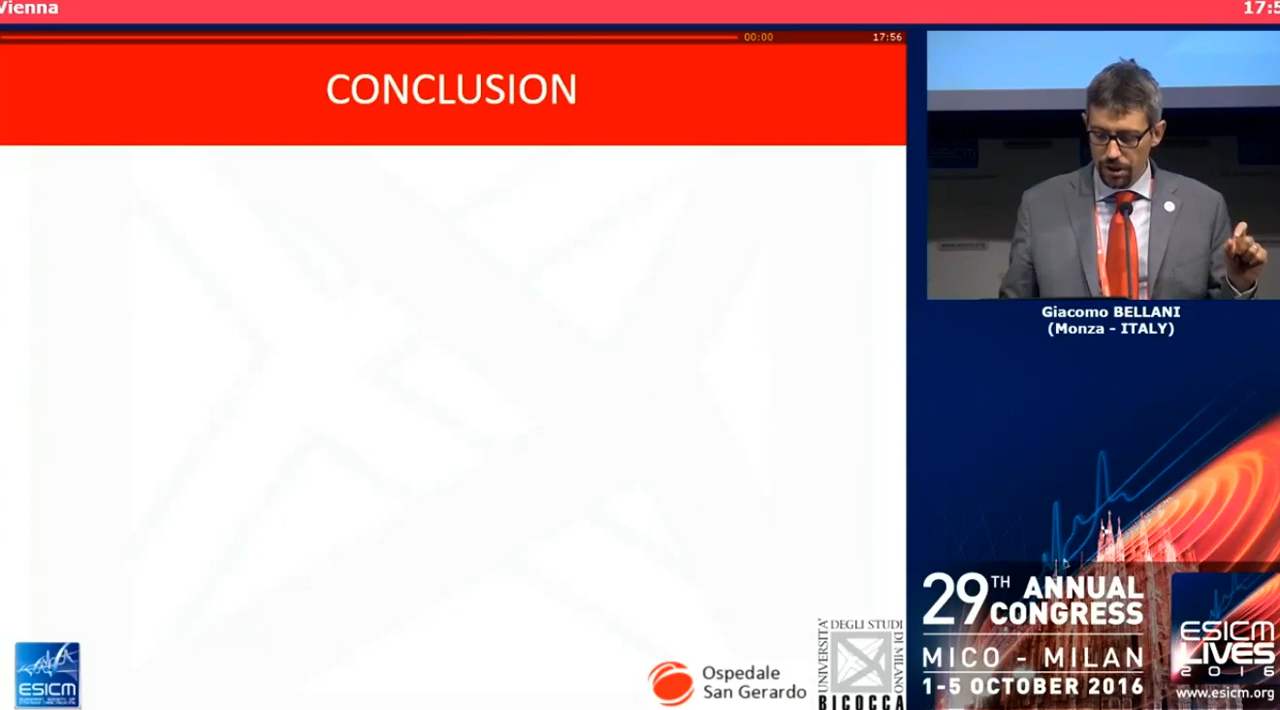 Vienna
17:5
00:00
17:56
CONCLUSION
Giacomo BELLANI
(Monza - ITALY)
29TH ANNUAL
CONGRESS
MICO - MILAN
1-5 OCTOBER 2016
ESICM
LIVES
2016
www.esicm.org
ESICM
Ospedale
San Gerardo
UNIVERSITA'
DEGLI STUDI
DI MILANO
BICOCCA